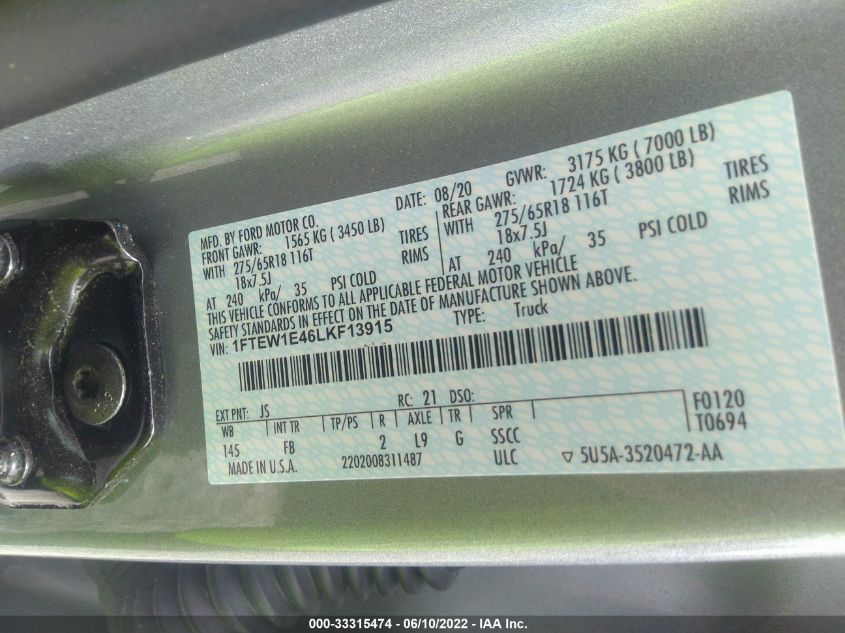 MFD. BY FORD MOTOR CO.
DATE: 08/20 GVWR: 3175 KG ( 7000 LB)
FRONT GAWR: 1565 KG ( 3450 LB)
WITH 275/65R18 116T TIRES
18x7.5J RIMS
AT 240 kPa/ 35 PSI COLD
REAR GAWR: 1724 KG ( 3800 LB)
WITH 275/65R18 116T TIRES
18x7.5J RIMS
AT 240 kPa/ 35 PSI COLD
THIS VEHICLE CONFORMS TO ALL APPLICABLE FEDERAL MOTOR VEHICLE
SAFETY STANDARDS IN EFFECT ON THE DATE OF MANUFACTURE SHOWN ABOVE.
VIN: 1FTEW1E46LKF13915 TYPE: Truck
EXT PNT: JS RC: 21 DSO:
WB INT TR TP/PS R AXLE TR SPR F0120
145 FB 2 L9 G SSCC T0694
MADE IN U.S.A. 2202008311487 ULC ▽ 5U5A-3520472-AA
000-33315474 - 06/10/2022 - IAA Inc.